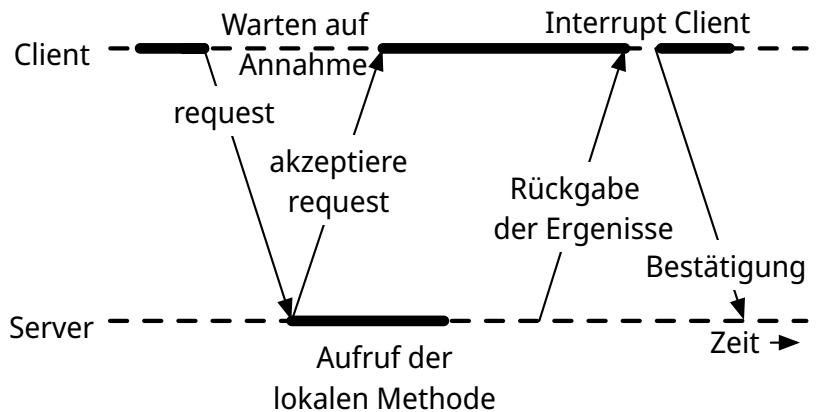 Warten auf
Annahme
Interrupt Client
Client
request
akzeptiere
request
Rückgabe
der Ergenisse
Bestätigung
Server
Zeit
Aufruf der
lokalen Methode